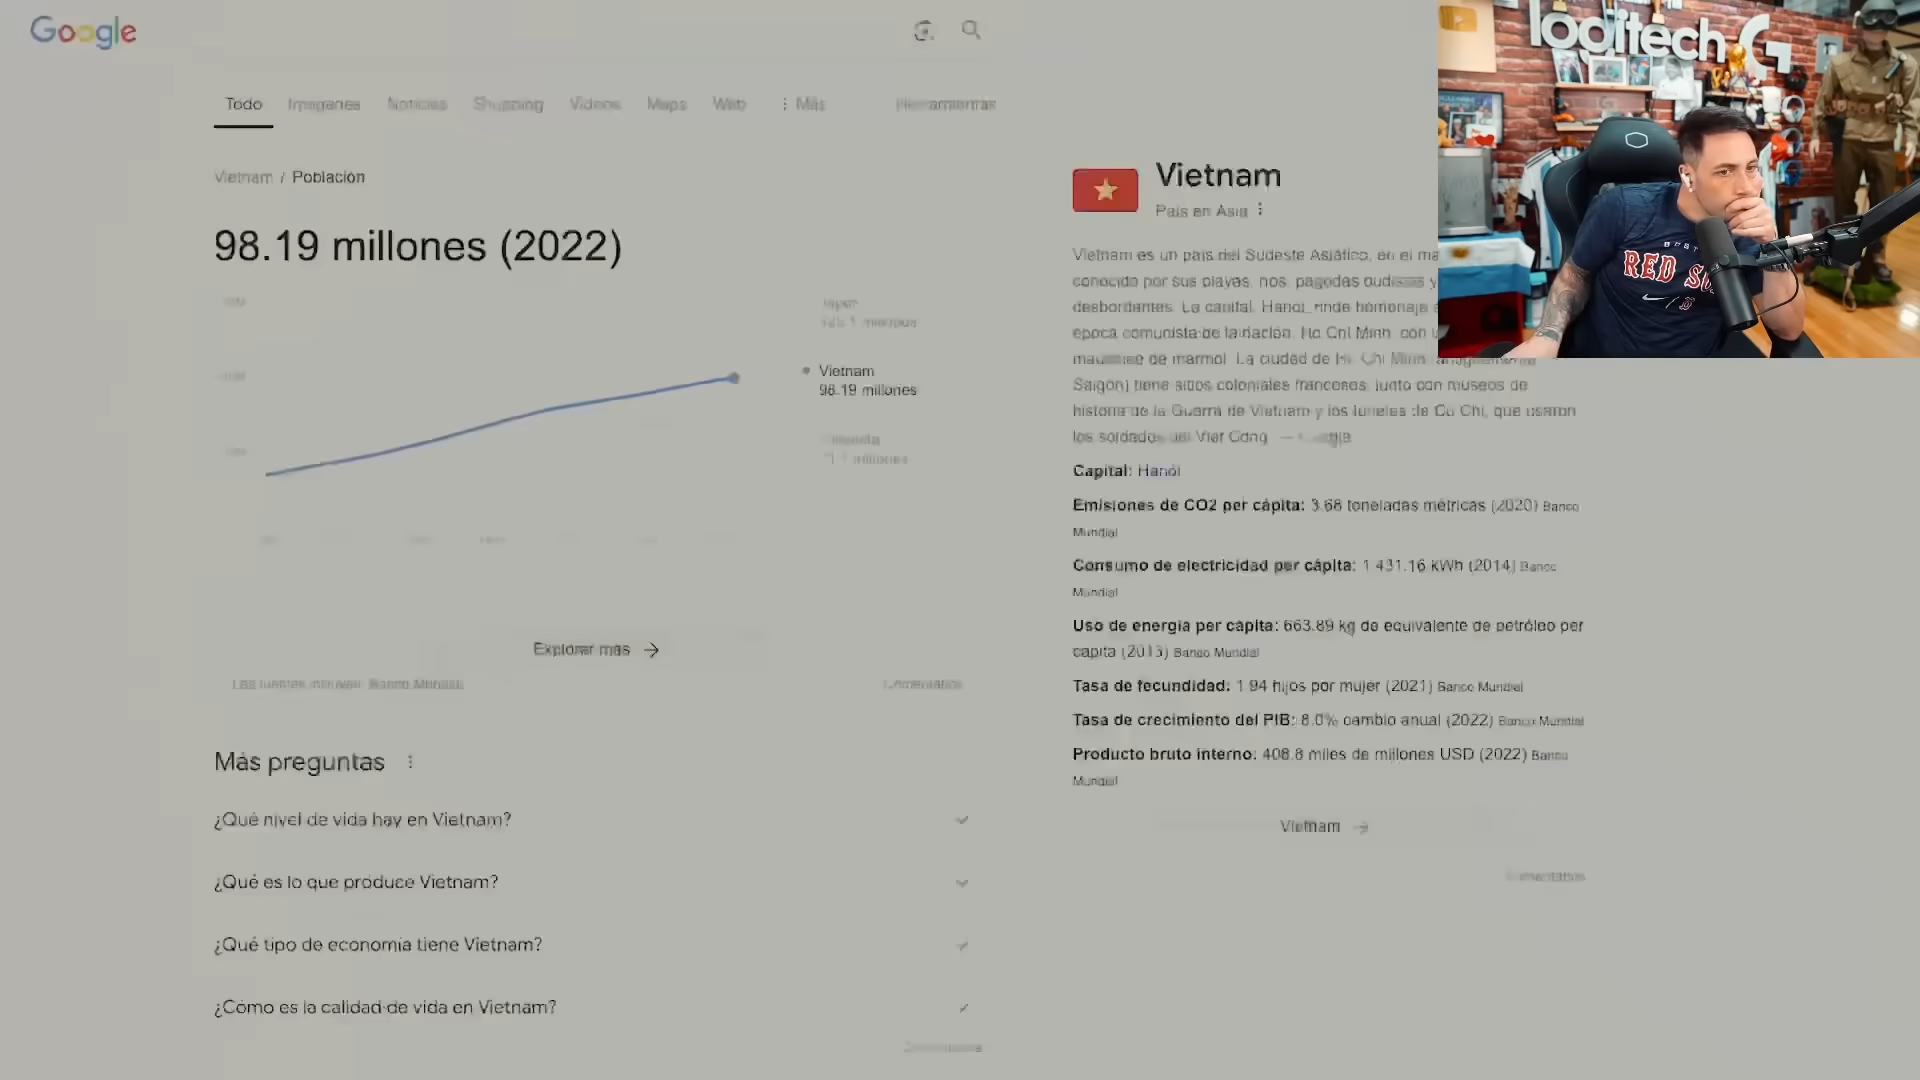 Google
Todo Imágenes Noticias Shopping Videos Maps Web Más Herramientas
Vietnam / Población
98.19 millones (2022)
Vietnam
98.19 millones
Explorar más
Banco Mundial
Comentarios
Más preguntas
¿Qué nivel de vida hay en Vietnam?
¿Qué es lo que produce Vietnam?
¿Qué tipo de economía tiene Vietnam?
¿Cómo es la calidad de vida en Vietnam?
Vietnam
País en Asia
Vietnam es un país del Sudeste Asiático, en el
conocido por sus playas, ríos, pagodas budistas y
desbordantes. La capital, Hanói, rinde homenaje
época comunista de la nación, Ho Chi Minh, con
de mármol. La ciudad de Ho Chi Minh
Saigón) tiene sitios coloniales franceses, junto con museos de
historia de la Guerra de Vietnam y los túneles de Cu Chi, que usaron
los soldados del Viet Cong. — Google
Capital: Hanói
Emisiones de CO2 per cápita: 3.68 toneladas métricas (2020) Banco
Mundial
Consumo de electricidad per cápita: 1 431.16 kWh (2014) Banco
Mundial
Uso de energía per cápita: 663.89 kg de equivalente de petróleo per
cápita (2013) Banco Mundial
Tasa de fecundidad: 1.94 hijos por mujer (2021) Banco Mundial
Tasa de crecimiento del PIB: 8.0% cambio anual (2022) Banco Mundial
Producto bruto interno: 408.8 miles de millones USD (2022) Banco
Mundial
Vietnam
Comentarios
logitech G
RED